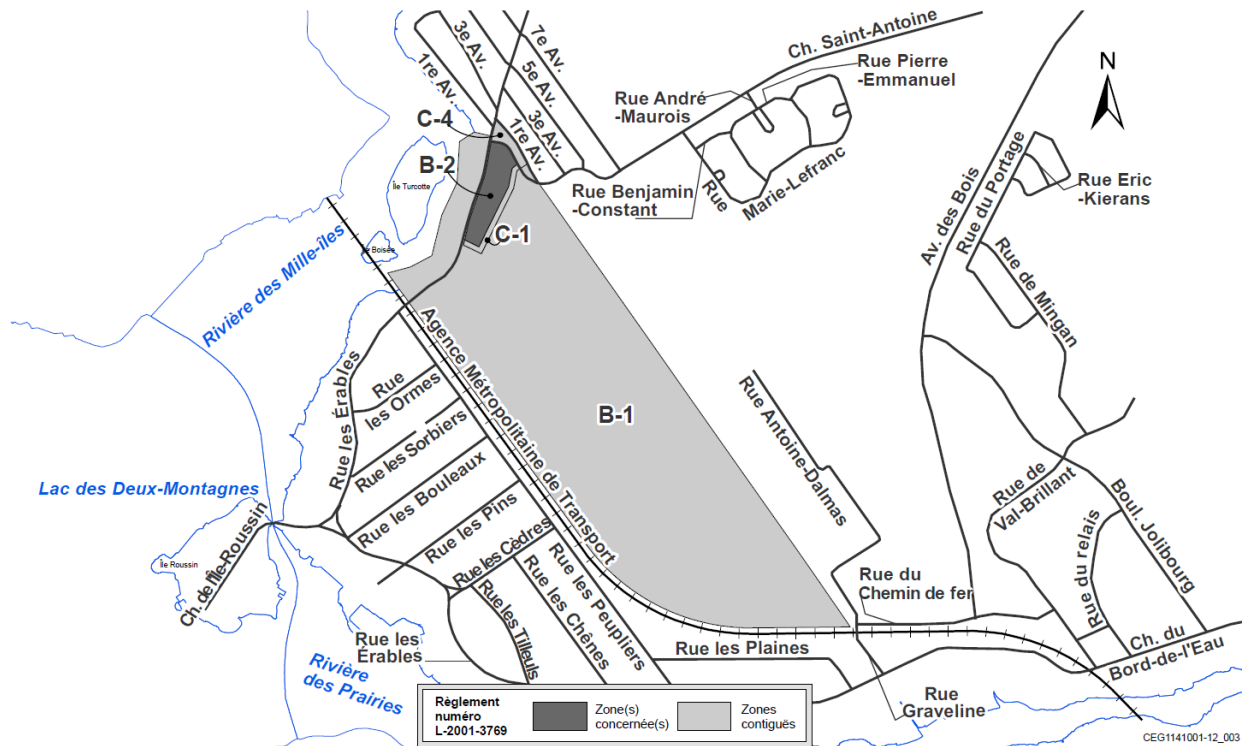 3e Av.
7e Av.
1re Av.
5e Av.
Ch. Saint-Antoine
Rue Pierre
-Emmanuel
N
Rue André
-Maurois
C-4
1re Av.
3e Av.
B-2
Île Turcotte
Rue Benjamin
-Constant
Rue
Marie-Lefranc
Av. des Bois
Rue du Portage
Rue Eric
-Kierans
C-1
Île Boisée
Rivière des Mille-îles
Rue de Mingan
Agence Métropolitaine de Transport
Rue les Érables
Rue
les Ormes
B-1
Rue Antoine-Dalmas
Rue les Sorbiers
Rue les Bouleaux
Lac des Deux-Montagnes
Rue de
Val-Brillant
Boul. Jolibourg
Rue les Pins
Rue les Cèdres
Île Roussin
Ch. de l'Île-Roussin
Rue du
Chemin de fer
Rue du relais
Rue les Peupliers
Rue les Chênes
Rue les Tilleuls
Rue les
Érables
Rue les Plaines
Ch. du
Bord-de-l'Eau
Rivière
des Prairies
Rue
Graveline
Règlement
numéro
L-2001-3769
Zone(s)
concernée(s)
Zones
contiguës
CEG1141001-12_003